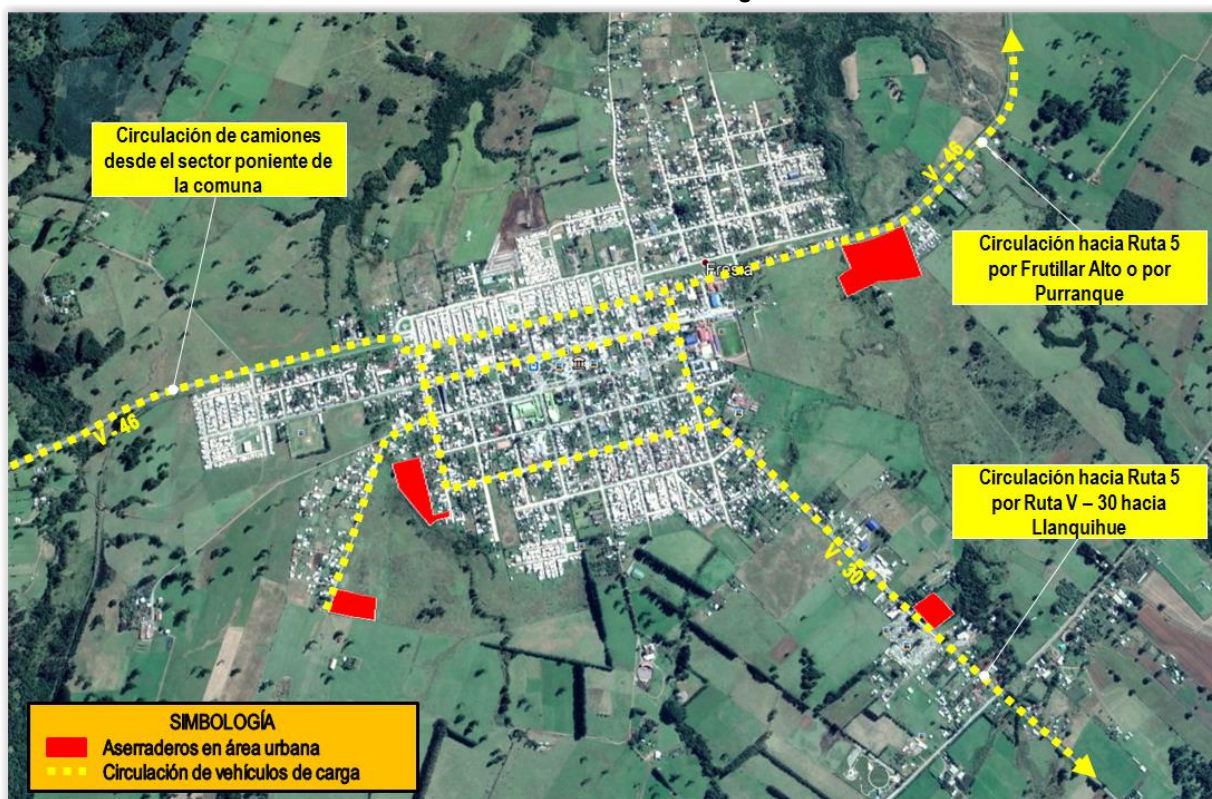 Circulación de camiones
desde el sector poniente de
la comuna
V - 46
Fresia
Circulación hacia Ruta 5
por Frutillar Alto o por
Purranque
V - 46
Circulación hacia Ruta 5
por Ruta V – 30 hacia
Llanquihue
V - 30
SIMBOLOGÍA
Aserraderos en área urbana
Circulación de vehículos de carga